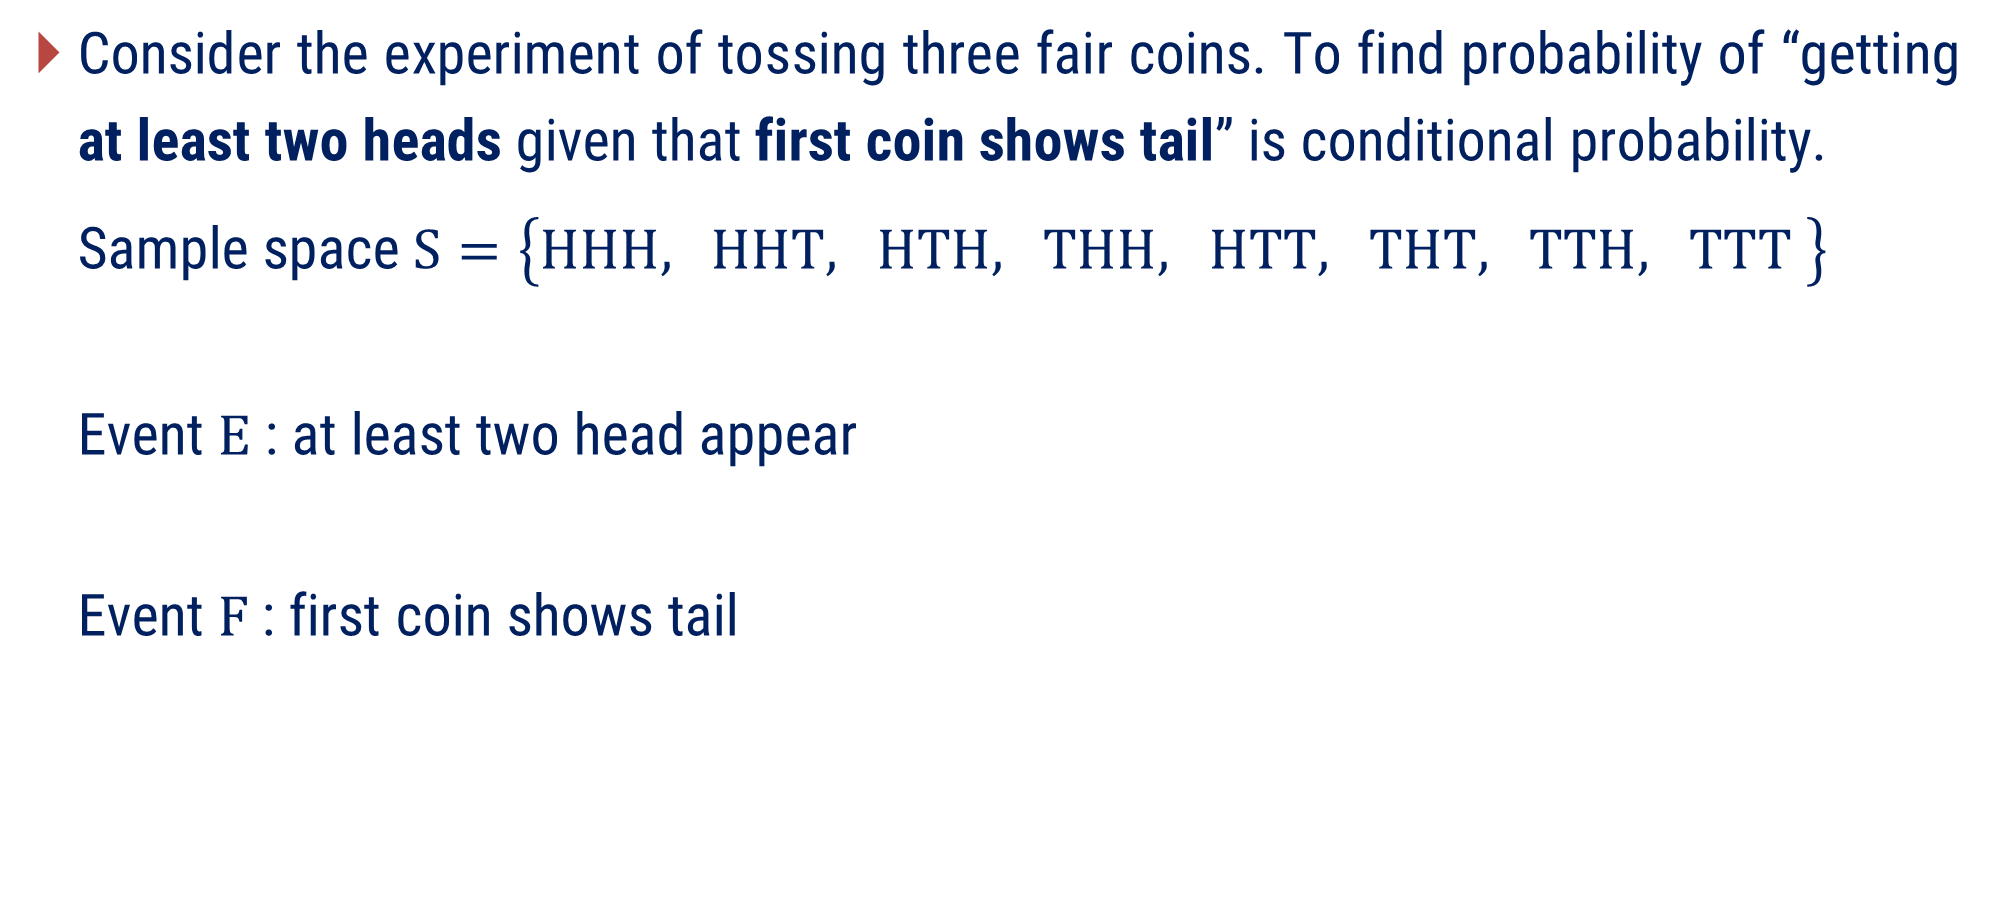 Consider the experiment of tossing three fair coins. To find probability of “getting
at least two heads given that first coin shows tail” is conditional probability.
Sample space S = {HHH, HHT, HTH, THH, HTT, THT, TTH, TTT }
Event E : at least two head appear
Event F : first coin shows tail